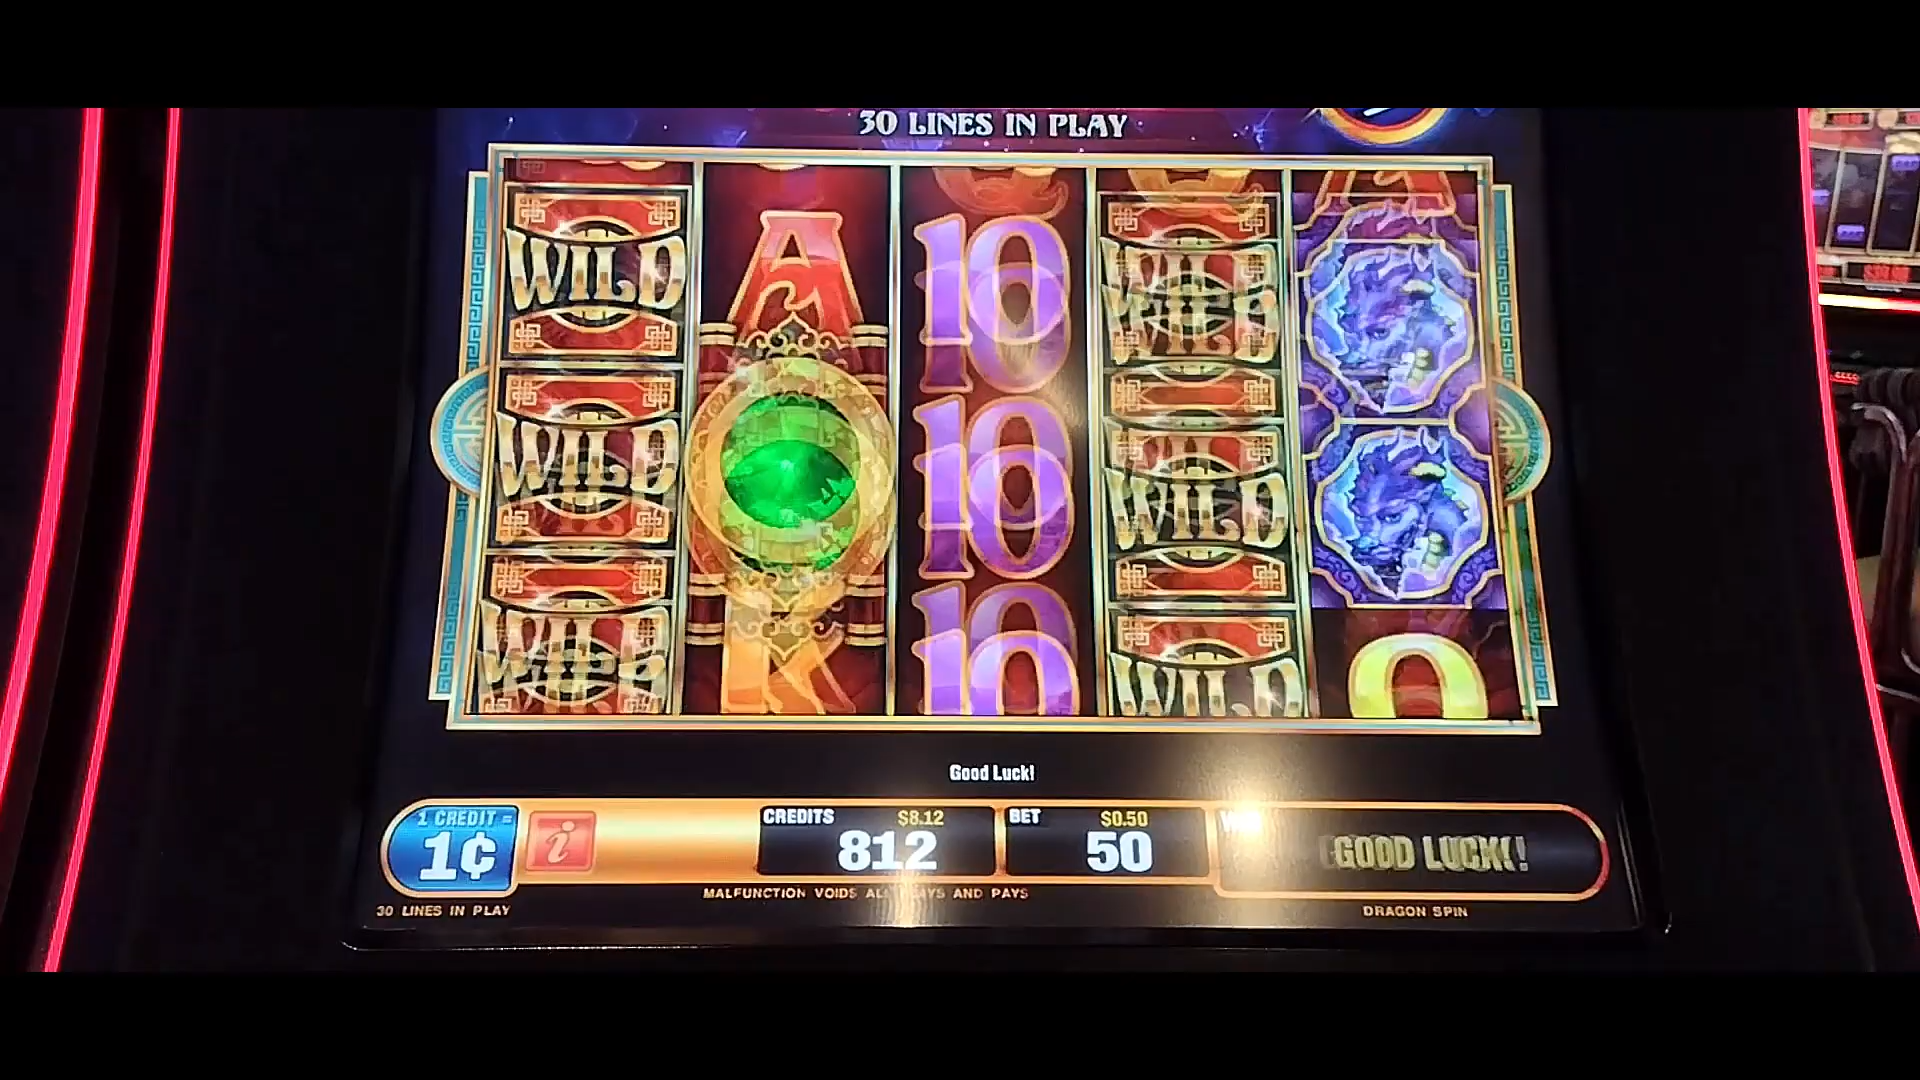 30 LINES IN PLAY
WILD A 10 WILD
WILD 10 WILD
WILD K 10 WILD Q
Good Luck!
1 CREDIT =
1¢
i
CREDITS $8.12
812
BET $0.50
50
GOOD LUCK!
MALFUNCTION VOIDS ALL PLAYS AND PAYS
30 LINES IN PLAY
DRAGON SPIN